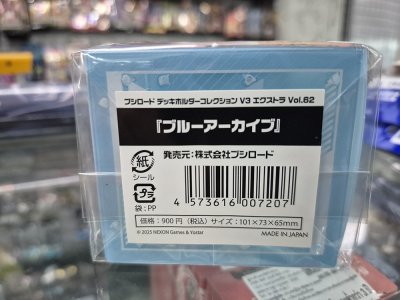 ブシロード デッキホルダーコレクション V3 エクストラ Vol.62
『ブルーアーカイブ』
発売元:株式会社ブシロード
紙
シール
プラ
袋:PP
4 573616 007207
価格:900円(税込)サイズ:101×73×65mm
© 2025 NEXON Games & Yostar
MADE IN JAPAN